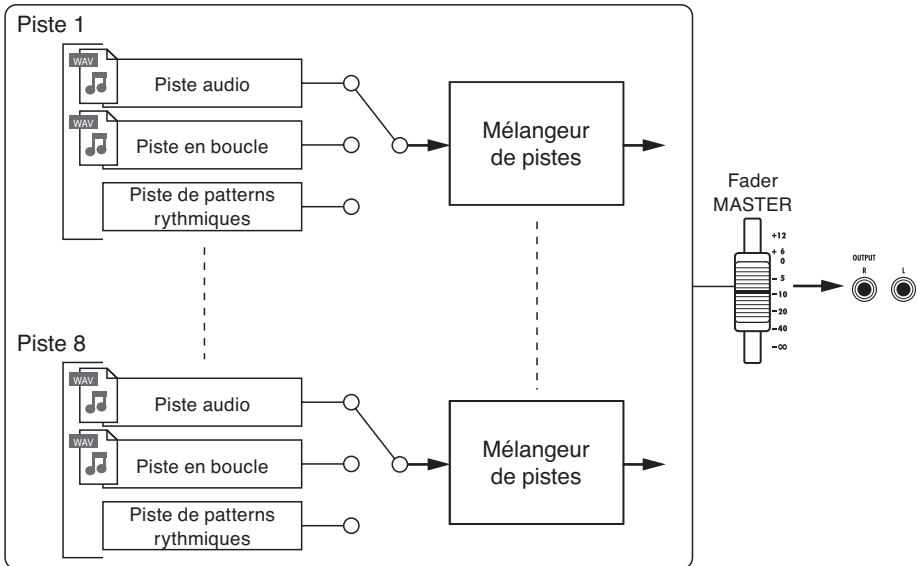 Piste 1
WAV
Piste audio
WAV
Piste en boucle
Piste de patterns
rythmiques
Mélangeur
de pistes
Piste 8
WAV
Piste audio
WAV
Piste en boucle
Piste de patterns
rythmiques
Mélangeur
de pistes
Fader
MASTER
+12
+ 6
0
- 5
-10
-20
-40
-∞
OUTPUT
R L